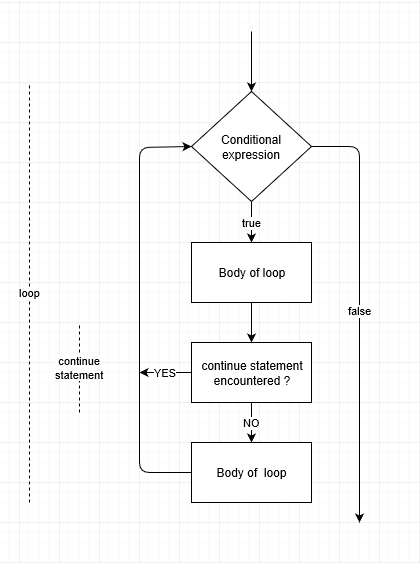 Conditional
expression
true
Body of loop
loop
false
continue
statement
YES
continue statement
encountered ?
NO
Body of loop